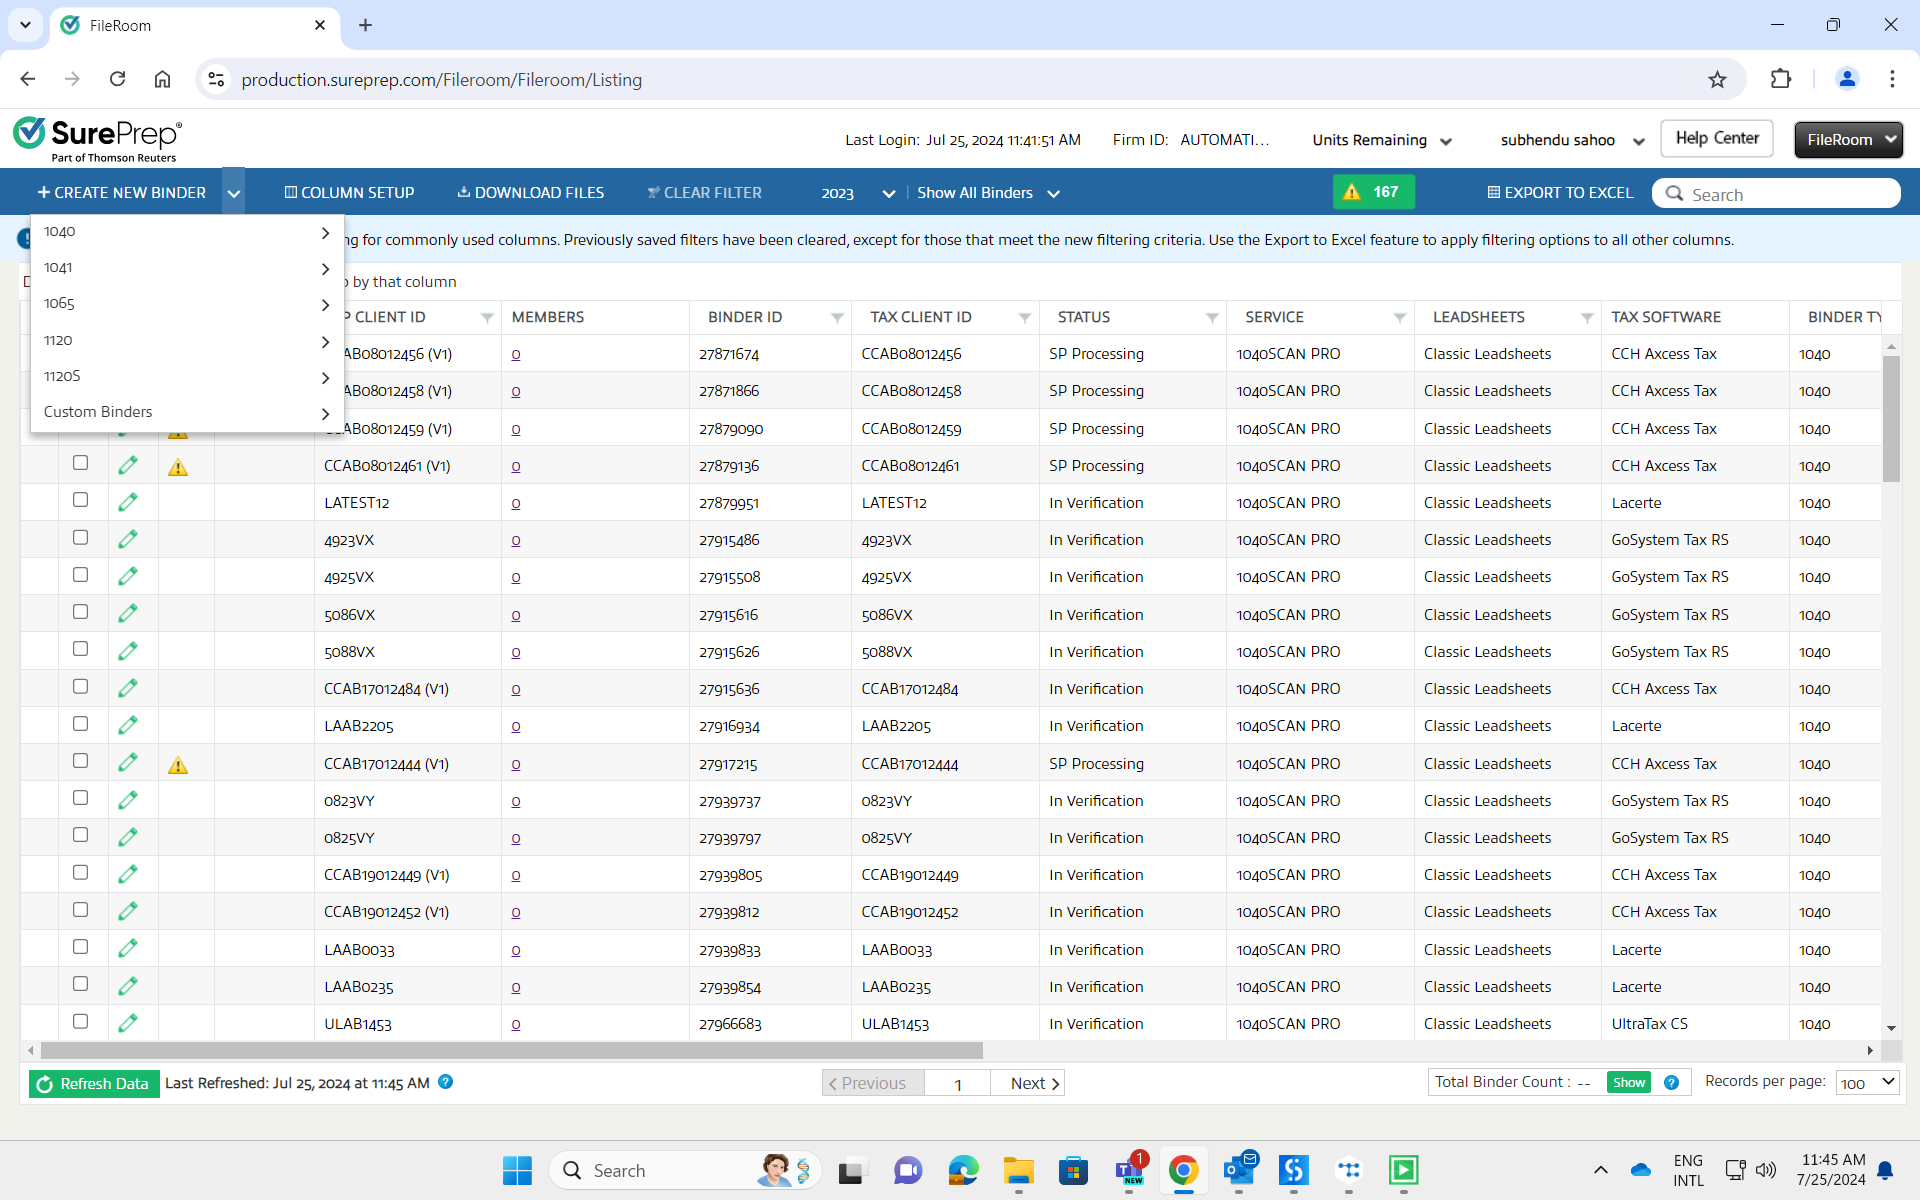 FileRoom
production.sureprep.com/Fileroom/Fileroom/Listing
SurePrep®
Part of Thomson Reuters
Last Login: Jul 25, 2024 11:41:51 AM
Firm ID: AUTOMATI...
Units Remaining
subhendu sahoo
Help Center
FileRoom
+ CREATE NEW BINDER
COLUMN SETUP
DOWNLOAD FILES
CLEAR FILTER
2023
Show All Binders
167
EXPORT TO EXCEL
Search
1040
1041
1065
1120
1120S
Custom Binders
ng for commonly used columns. Previously saved filters have been cleared, except for those that meet the new filtering criteria. Use the Export to Excel feature to apply filtering options to all other columns.
by that column
P CLIENT ID MEMBERS BINDER ID TAX CLIENT ID STATUS SERVICE LEADSHEETS TAX SOFTWARE BINDER TY
AB08012456 (V1) 0 27871674 CCAB08012456 SP Processing 1040SCAN PRO Classic Leadsheets CCH Axcess Tax 1040
AB08012458 (V1) 0 27871866 CCAB08012458 SP Processing 1040SCAN PRO Classic Leadsheets CCH Axcess Tax 1040
AB08012459 (V1) 0 27879090 CCAB08012459 SP Processing 1040SCAN PRO Classic Leadsheets CCH Axcess Tax 1040
CCAB08012461 (V1) 0 27879136 CCAB08012461 SP Processing 1040SCAN PRO Classic Leadsheets CCH Axcess Tax 1040
LATEST12 0 27879951 LATEST12 In Verification 1040SCAN PRO Classic Leadsheets Lacerte 1040
4923VX 0 27915486 4923VX In Verification 1040SCAN PRO Classic Leadsheets GoSystem Tax RS 1040
4925VX 0 27915508 4925VX In Verification 1040SCAN PRO Classic Leadsheets GoSystem Tax RS 1040
5086VX 0 27915616 5086VX In Verification 1040SCAN PRO Classic Leadsheets GoSystem Tax RS 1040
5088VX 0 27915626 5088VX In Verification 1040SCAN PRO Classic Leadsheets GoSystem Tax RS 1040
CCAB17012484 (V1) 0 27915636 CCAB17012484 In Verification 1040SCAN PRO Classic Leadsheets CCH Axcess Tax 1040
LAAB2205 0 27916934 LAAB2205 In Verification 1040SCAN PRO Classic Leadsheets Lacerte 1040
CCAB17012444 (V1) 0 27917215 CCAB17012444 SP Processing 1040SCAN PRO Classic Leadsheets CCH Axcess Tax 1040
0823VY 0 27939737 0823VY In Verification 1040SCAN PRO Classic Leadsheets GoSystem Tax RS 1040
0825VY 0 27939797 0825VY In Verification 1040SCAN PRO Classic Leadsheets GoSystem Tax RS 1040
CCAB19012449 (V1) 0 27939805 CCAB19012449 In Verification 1040SCAN PRO Classic Leadsheets CCH Axcess Tax 1040
CCAB19012452 (V1) 0 27939812 CCAB19012452 In Verification 1040SCAN PRO Classic Leadsheets CCH Axcess Tax 1040
LAAB0033 0 27939833 LAAB0033 In Verification 1040SCAN PRO Classic Leadsheets Lacerte 1040
LAAB0235 0 27939854 LAAB0235 In Verification 1040SCAN PRO Classic Leadsheets Lacerte 1040
ULAB1453 0 27966683 ULAB1453 In Verification 1040SCAN PRO Classic Leadsheets UltraTax CS 1040
Refresh Data
Last Refreshed: Jul 25, 2024 at 11:45 AM
< Previous
1
Next >
Total Binder Count : --
Show
Records per page: 100
Search
1
NEW
ENG
INTL
11:45 AM
7/25/2024